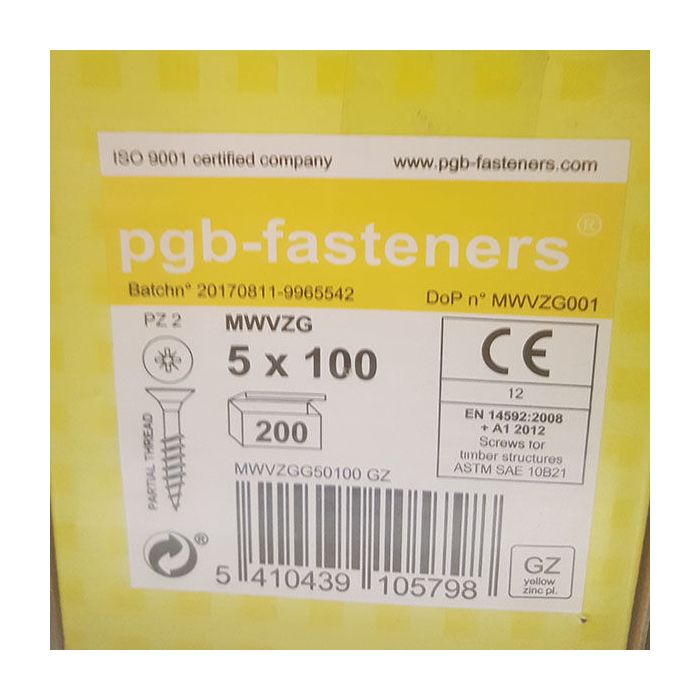 ISO 9001 certified company
www.pgb-fasteners.com
pgb-fasteners®
Batchn° 20170811-9965542
DoP n° MWVZG001
PZ 2
MWVZG
5 x 100
200
PARTIAL THREAD
CE
12
EN 14592:2008
+ A1 2012
Screws for
timber structures
ASTM SAE 10B21
MWVZGG50100 GZ
®
5 410439 105798
GZ
yellow
zinc pl.